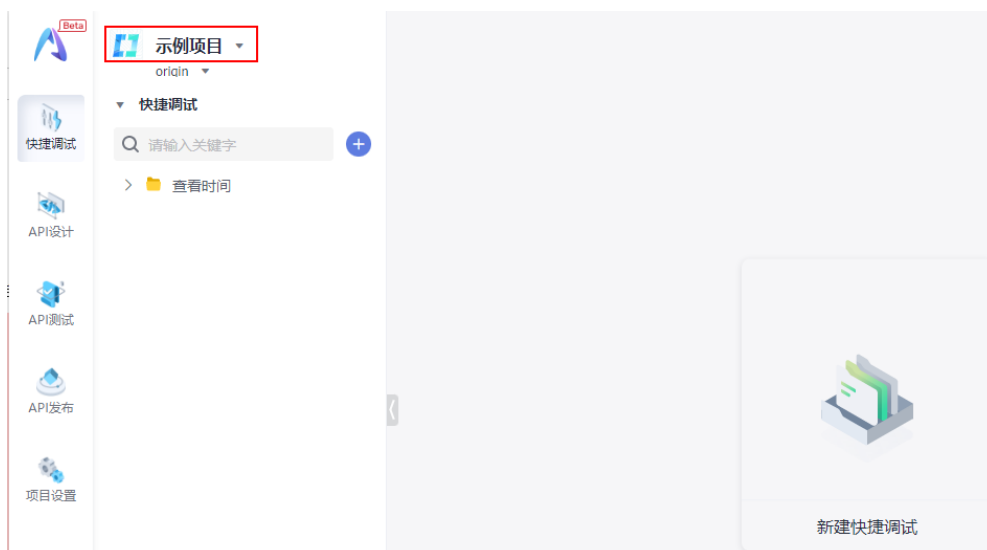 Beta
示例项目
origin
快捷调试
快捷调试
请输入关键字
查看时间
API设计
API测试
API发布
项目设置
新建快捷调试